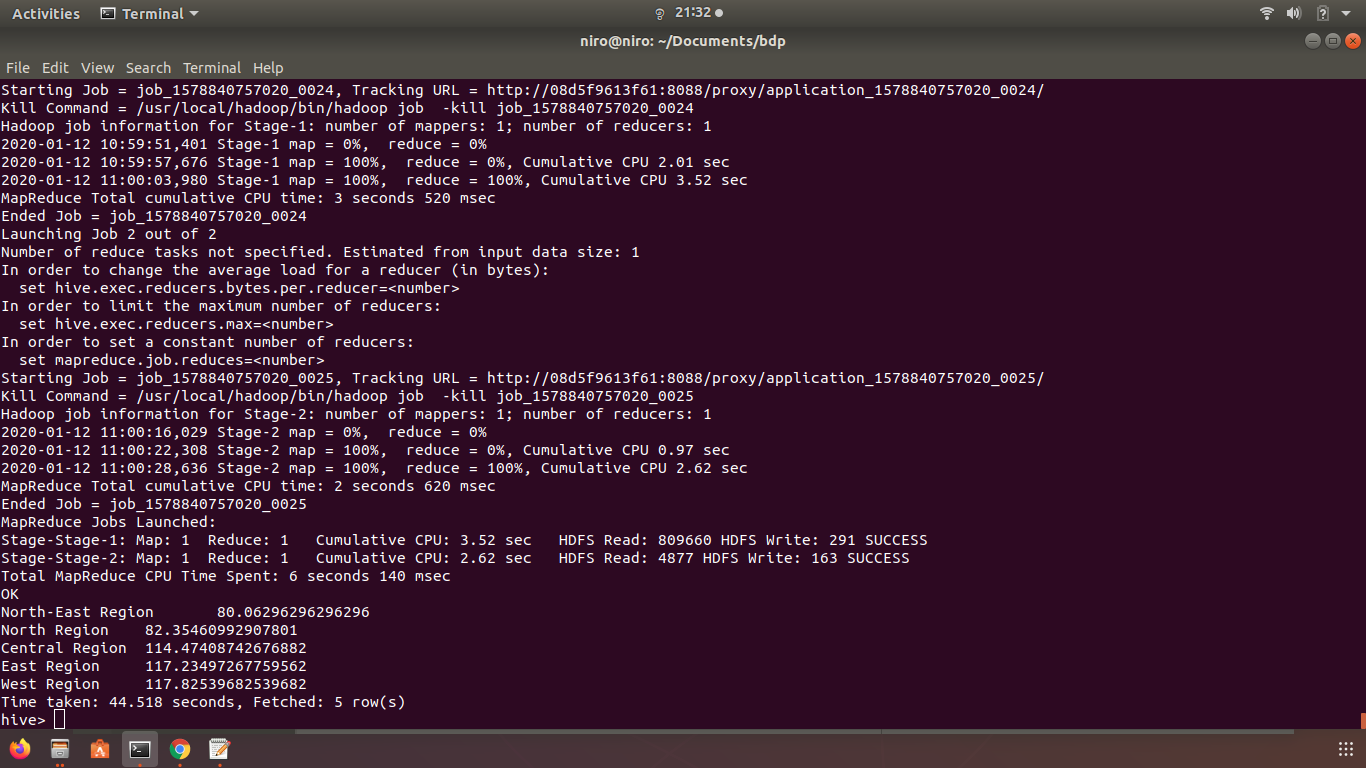 Activities Terminal 21:32
niro@niro: ~/Documents/bdp
File Edit View Search Terminal Help
Starting Job = job_1578840757020_0024, Tracking URL = http://08d5f9613f61:8088/proxy/application_1578840757020_0024/
Kill Command = /usr/local/hadoop/bin/hadoop job  -kill job_1578840757020_0024
Hadoop job information for Stage-1: number of mappers: 1; number of reducers: 1
2020-01-12 10:59:51,401 Stage-1 map = 0%,  reduce = 0%
2020-01-12 10:59:57,676 Stage-1 map = 100%,  reduce = 0%, Cumulative CPU 2.01 sec
2020-01-12 11:00:03,980 Stage-1 map = 100%,  reduce = 100%, Cumulative CPU 3.52 sec
MapReduce Total cumulative CPU time: 3 seconds 520 msec
Ended Job = job_1578840757020_0024
Launching Job 2 out of 2
Number of reduce tasks not specified. Estimated from input data size: 1
In order to change the average load for a reducer (in bytes):
  set hive.exec.reducers.bytes.per.reducer=<number>
In order to limit the maximum number of reducers:
  set hive.exec.reducers.max=<number>
In order to set a constant number of reducers:
  set mapreduce.job.reduces=<number>
Starting Job = job_1578840757020_0025, Tracking URL = http://08d5f9613f61:8088/proxy/application_1578840757020_0025/
Kill Command = /usr/local/hadoop/bin/hadoop job  -kill job_1578840757020_0025
Hadoop job information for Stage-2: number of mappers: 1; number of reducers: 1
2020-01-12 11:00:16,029 Stage-2 map = 0%,  reduce = 0%
2020-01-12 11:00:22,308 Stage-2 map = 100%,  reduce = 0%, Cumulative CPU 0.97 sec
2020-01-12 11:00:28,636 Stage-2 map = 100%,  reduce = 100%, Cumulative CPU 2.62 sec
MapReduce Total cumulative CPU time: 2 seconds 620 msec
Ended Job = job_1578840757020_0025
MapReduce Jobs Launched:
Stage-Stage-1: Map: 1  Reduce: 1   Cumulative CPU: 3.52 sec   HDFS Read: 809660 HDFS Write: 291 SUCCESS
Stage-Stage-2: Map: 1  Reduce: 1   Cumulative CPU: 2.62 sec   HDFS Read: 4877 HDFS Write: 163 SUCCESS
Total MapReduce CPU Time Spent: 6 seconds 140 msec
OK
North-East Region       80.06296296296296
North Region    82.35460992907801
Central Region  114.47408742676882
East Region     117.23497267759562
West Region     117.82539682539682
Time taken: 44.518 seconds, Fetched: 5 row(s)
hive>